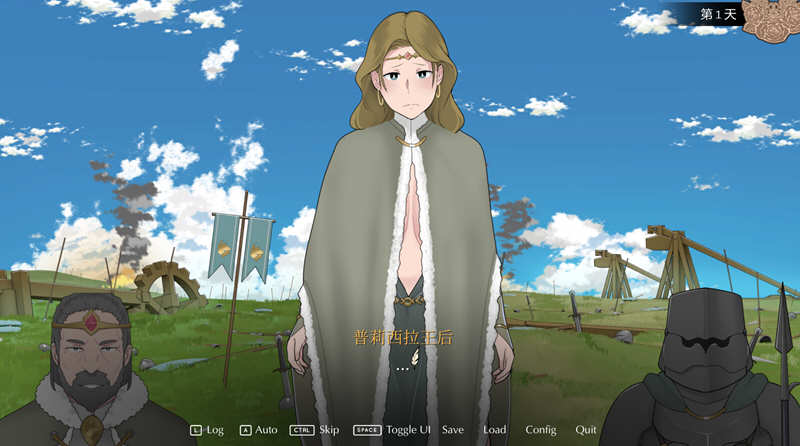 第1天
普莉西拉王后
...
L Log A Auto CTRL Skip SPACE Toggle UI Save Load Config Quit